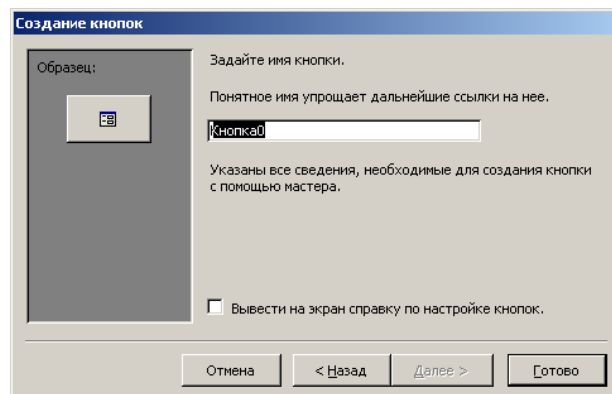 Создание кнопок
Образец:
Задайте имя кнопки.
Понятное имя упрощает дальнейшие ссылки на нее.
Кнопка0
Указаны все сведения, необходимые для создания кнопки
с помощью мастера.
Вывести на экран справку по настройке кнопок.
Отмена
< Назад
Далее >
Готово